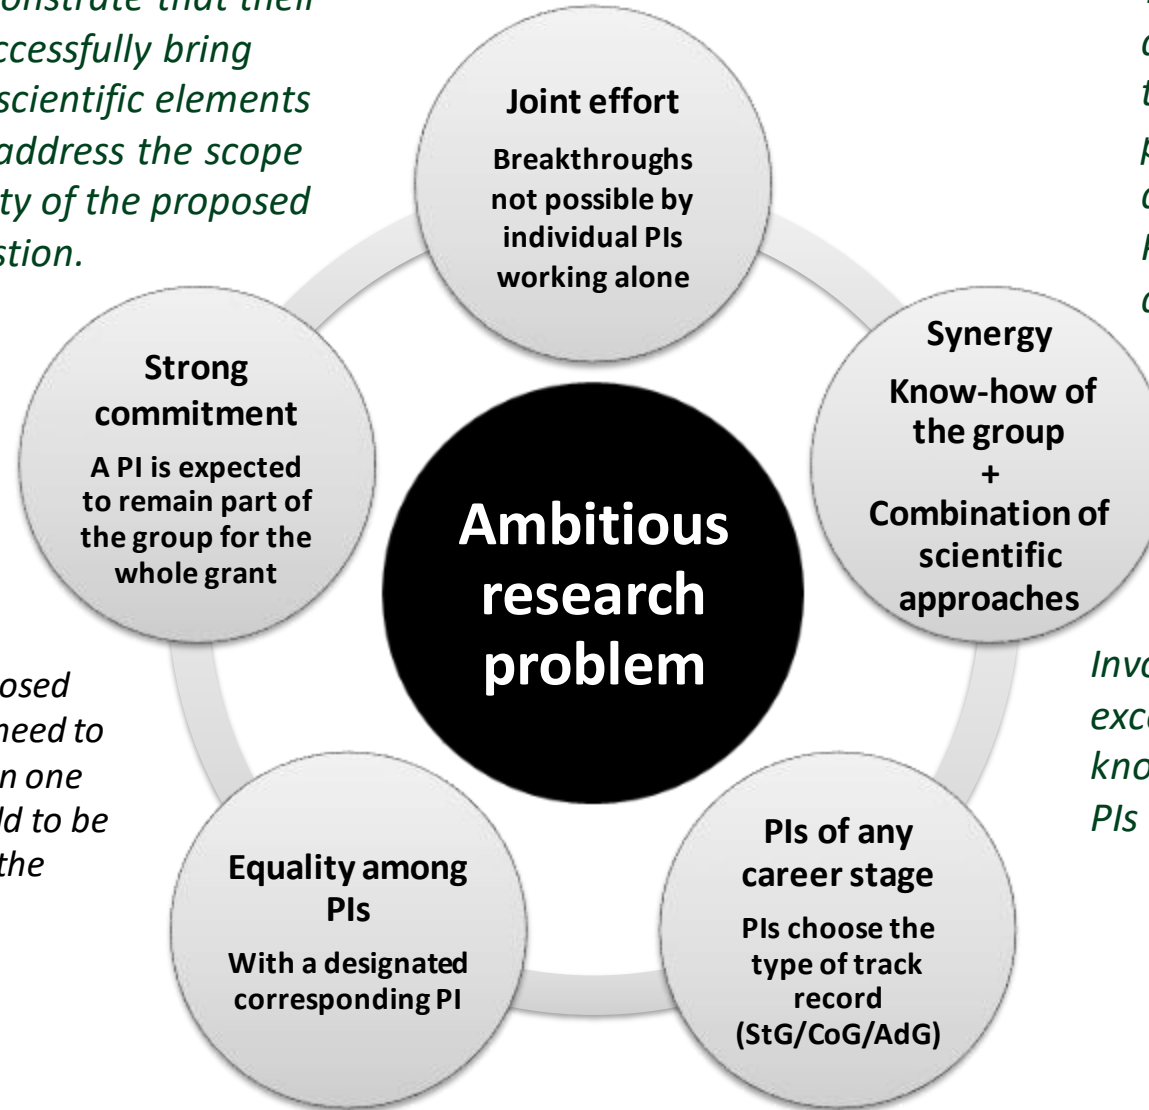 onstrate that their
ccessfully bring
scientific elements
address the scope
ty of the proposed
stion.
Joint effort
Breakthroughs
not possible by
individual PIs
working alone
Synergy
Know-how of
the group
+
Combination of
scientific
approaches
Strong
commitment
A PI is expected
to remain part of
the group for the
whole grant
Ambitious
research
problem
osed
need to
n one
ld to be
the
Invo
exce
kno
PIs
Equality among
PIs
With a designated
corresponding PI
PIs of any
career stage
PIs choose the
type of track
record
(StG/CoG/AdG)